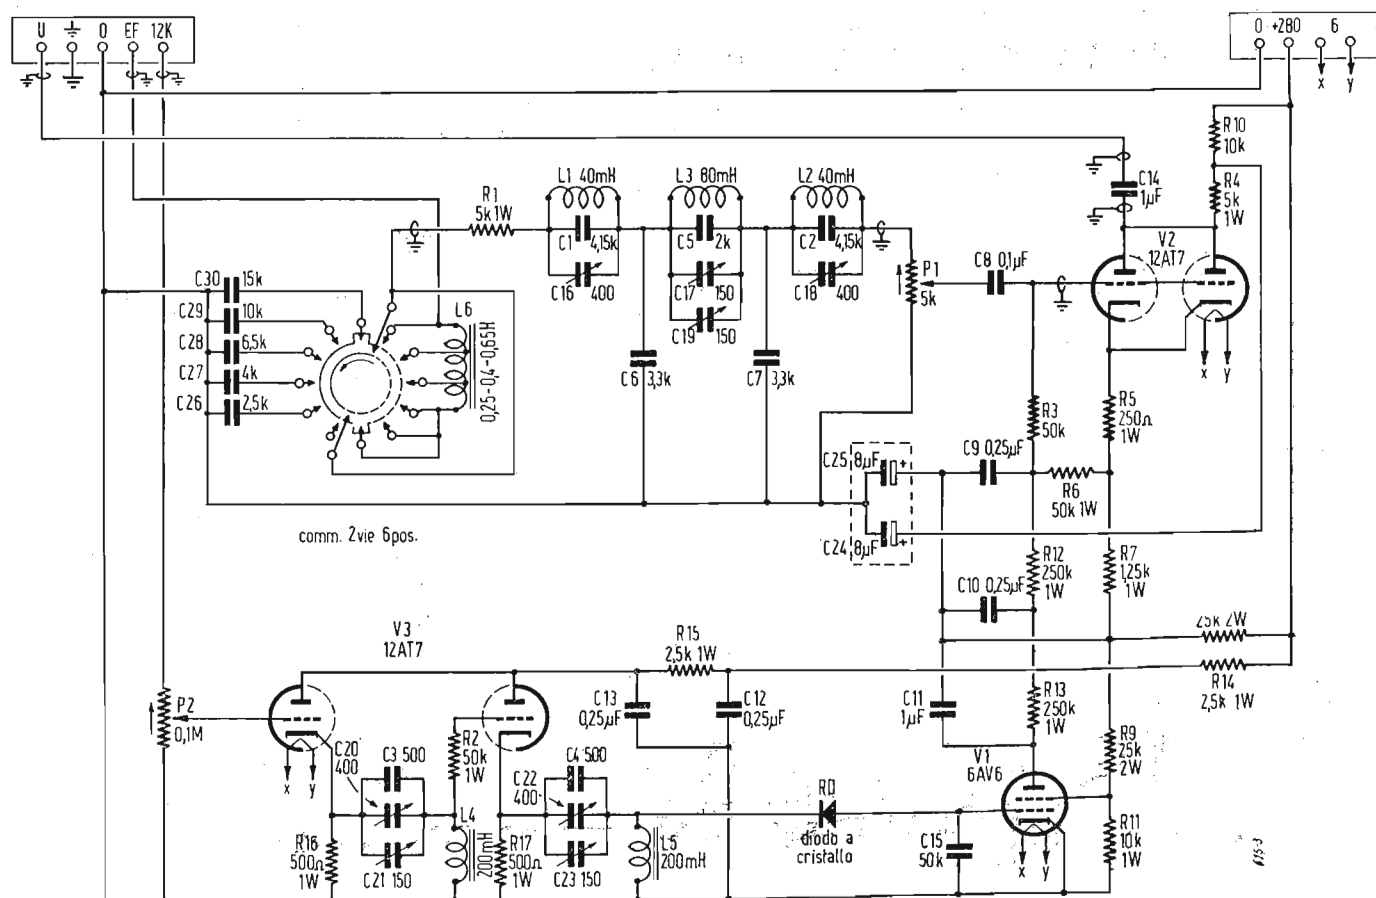 U ⏚ 0 EF 12K
0 +280 6
x y
R10
10k
R4
5k
1W
C14
1µF
V2
12AT7
L1 40mH
L3 80mH
L2 40mH
R1
5k 1W
C1 4,15k
C5 2k
C2 4,15k
C16 400
C17 150
C18 400
C19 150
P1
5k
C8 0,1µF
x y
C30 15k
C29 10k
C28 6,5k
C27 4k
C26 2,5k
L6
0,25-0,4-0,65H
C6 3,3k
C7 3,3k
R3
50k
R5
250Ω
1W
C25 8µF +
C9 0,25µF
R6
50k 1W
C24 8µF +
comm. 2vie 6pos.
R12
250k
1W
R7
1,25k
1W
C10 0,25µF
25k 2W
R14
2,5k 1W
V3
12AT7
R15
2,5k 1W
P2
0,1M
C13
0,25µF
C12
0,25µF
C11
1µF
R13
250k
1W
R9
25k
2W
V1
6AV6
x y
C20
400
C3 500
R2
50k
1W
C22
400
C4 500
RD
diodo a
cristallo
C15
50k
R11
10k
1W
x y
R16
500Ω
1W
C21 150
L4
200mH
R17
500Ω
1W
C23 150
L5
200mH